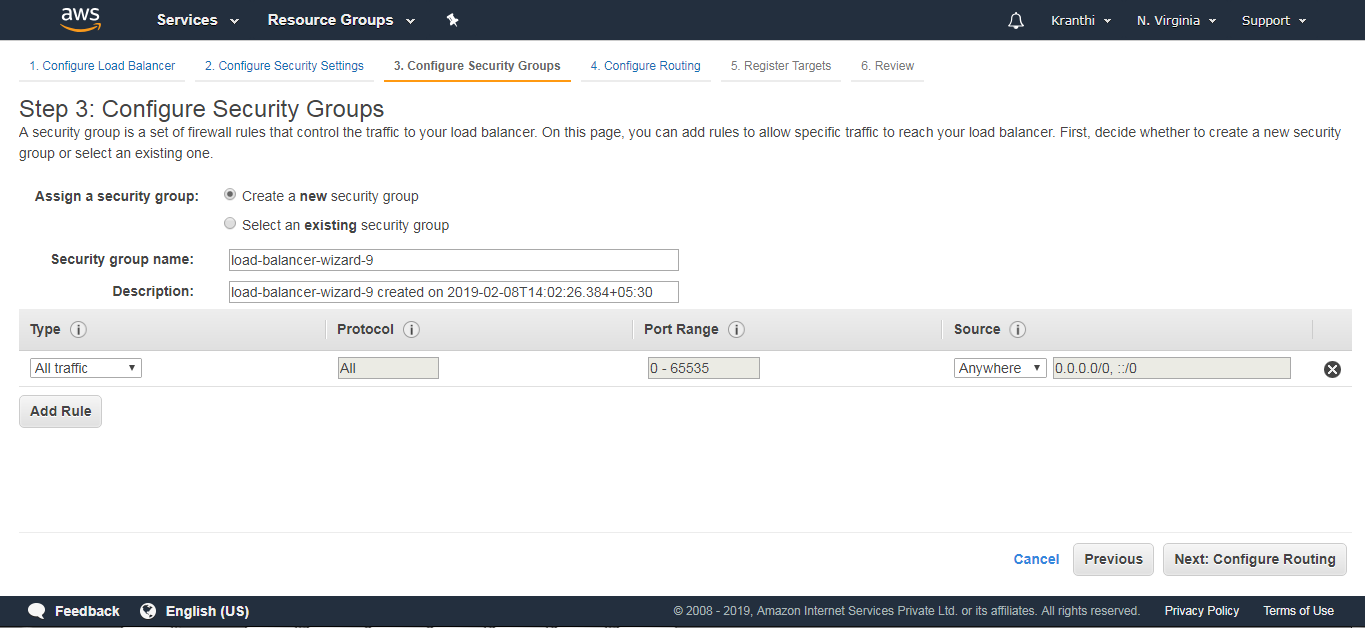 aws Services Resource Groups Kranthi N. Virginia Support
1. Configure Load Balancer 2. Configure Security Settings 3. Configure Security Groups 4. Configure Routing 5. Register Targets 6. Review
Step 3: Configure Security Groups
A security group is a set of firewall rules that control the traffic to your load balancer. On this page, you can add rules to allow specific traffic to reach your load balancer. First, decide whether to create a new security
group or select an existing one.
Assign a security group: Create a new security group
Select an existing security group
Security group name: load-balancer-wizard-9
Description: load-balancer-wizard-9 created on 2019-02-08T14:02:26.384+05:30
Type i Protocol i Port Range i Source i
All traffic All 0 - 65535 Anywhere 0.0.0.0/0, ::/0
Add Rule
Cancel Previous Next: Configure Routing
Feedback English (US) © 2008 - 2019, Amazon Internet Services Private Ltd. or its affiliates. All rights reserved. Privacy Policy Terms of Use